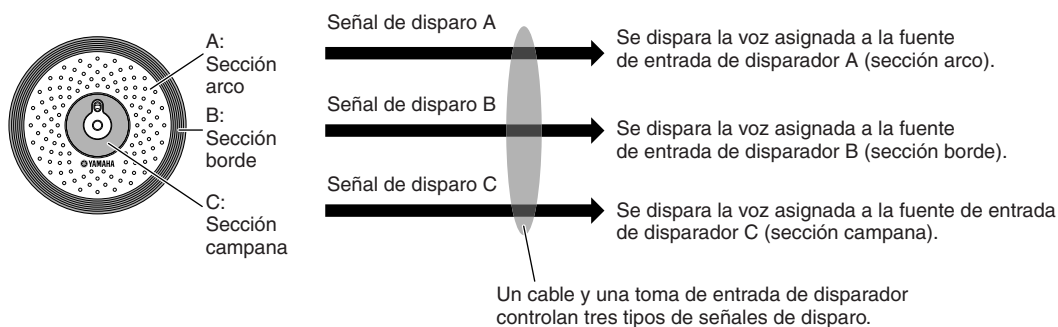 A:
Sección
arco
B:
Sección
borde
C:
Sección
campana
YAMAHA
Señal de disparo A
Se dispara la voz asignada a la fuente
de entrada de disparador A (sección arco).
Señal de disparo B
Se dispara la voz asignada a la fuente
de entrada de disparador B (sección borde).
Señal de disparo C
Se dispara la voz asignada a la fuente de entrada
de disparador C (sección campana).
Un cable y una toma de entrada de disparador
controlan tres tipos de señales de disparo.